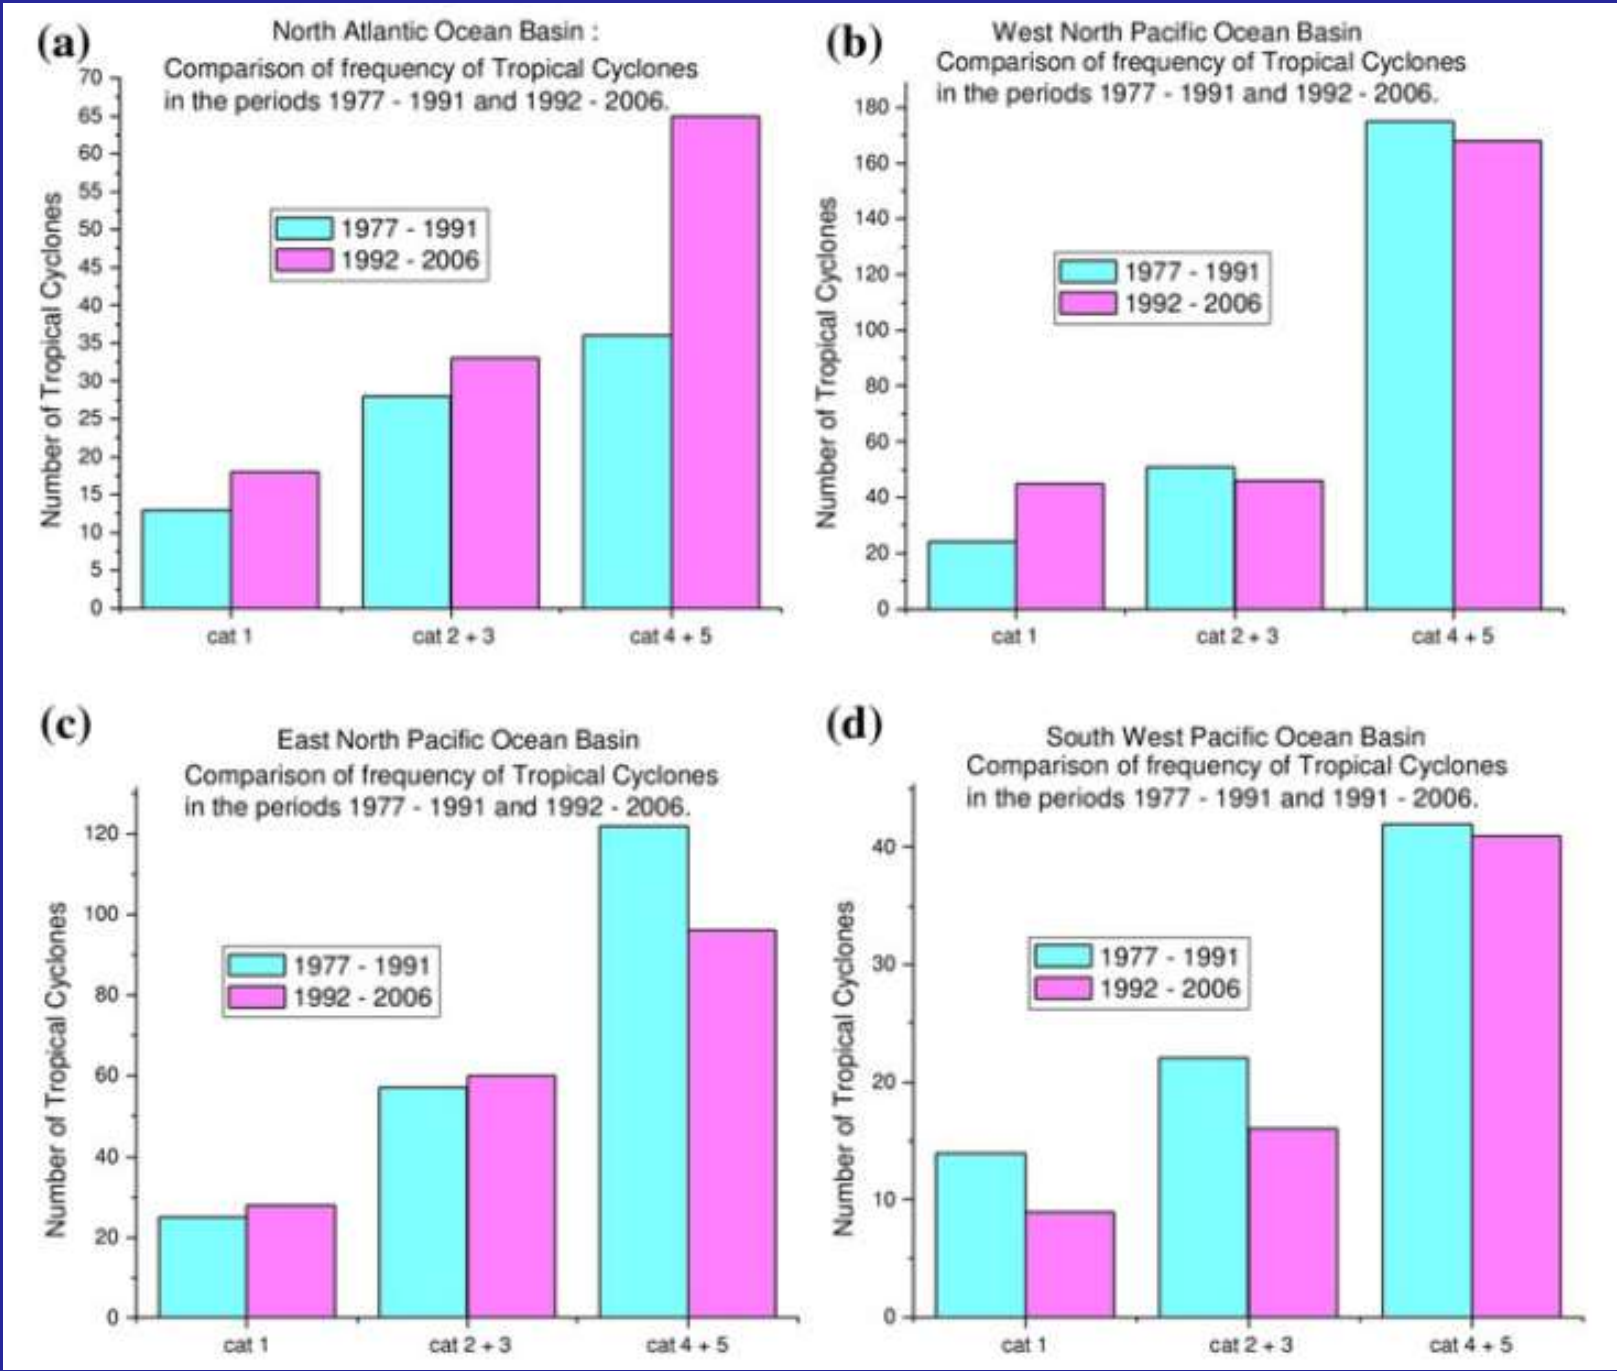 (a)
North Atlantic Ocean Basin :
Comparison of frequency of Tropical Cyclones
in the periods 1977 - 1991 and 1992 - 2006.
Number of Tropical Cyclones
70
65
60
55
50
45
40
35
30
25
20
15
10
5
0
1977 - 1991
1992 - 2006
cat 1
cat 2 + 3
cat 4 + 5
(b)
West North Pacific Ocean Basin
Comparison of frequency of Tropical Cyclones
in the periods 1977 - 1991 and 1992 - 2006.
Number of Tropical Cyclones
180
160
140
120
100
80
60
40
20
0
1977 - 1991
1992 - 2006
cat 1
cat 2 + 3
cat 4 + 5
(c)
East North Pacific Ocean Basin
Comparison of frequency of Tropical Cyclones
in the periods 1977 - 1991 and 1992 - 2006.
Number of Tropical Cyclones
120
100
80
60
40
20
0
1977 - 1991
1992 - 2006
cat 1
cat 2 + 3
cat 4 + 5
(d)
South West Pacific Ocean Basin
Comparison of frequency of Tropical Cyclones
in the periods 1977 - 1991 and 1991 - 2006.
Number of Tropical Cyclones
40
30
20
10
0
1977 - 1991
1992 - 2006
cat 1
cat 2 + 3
cat 4 + 5